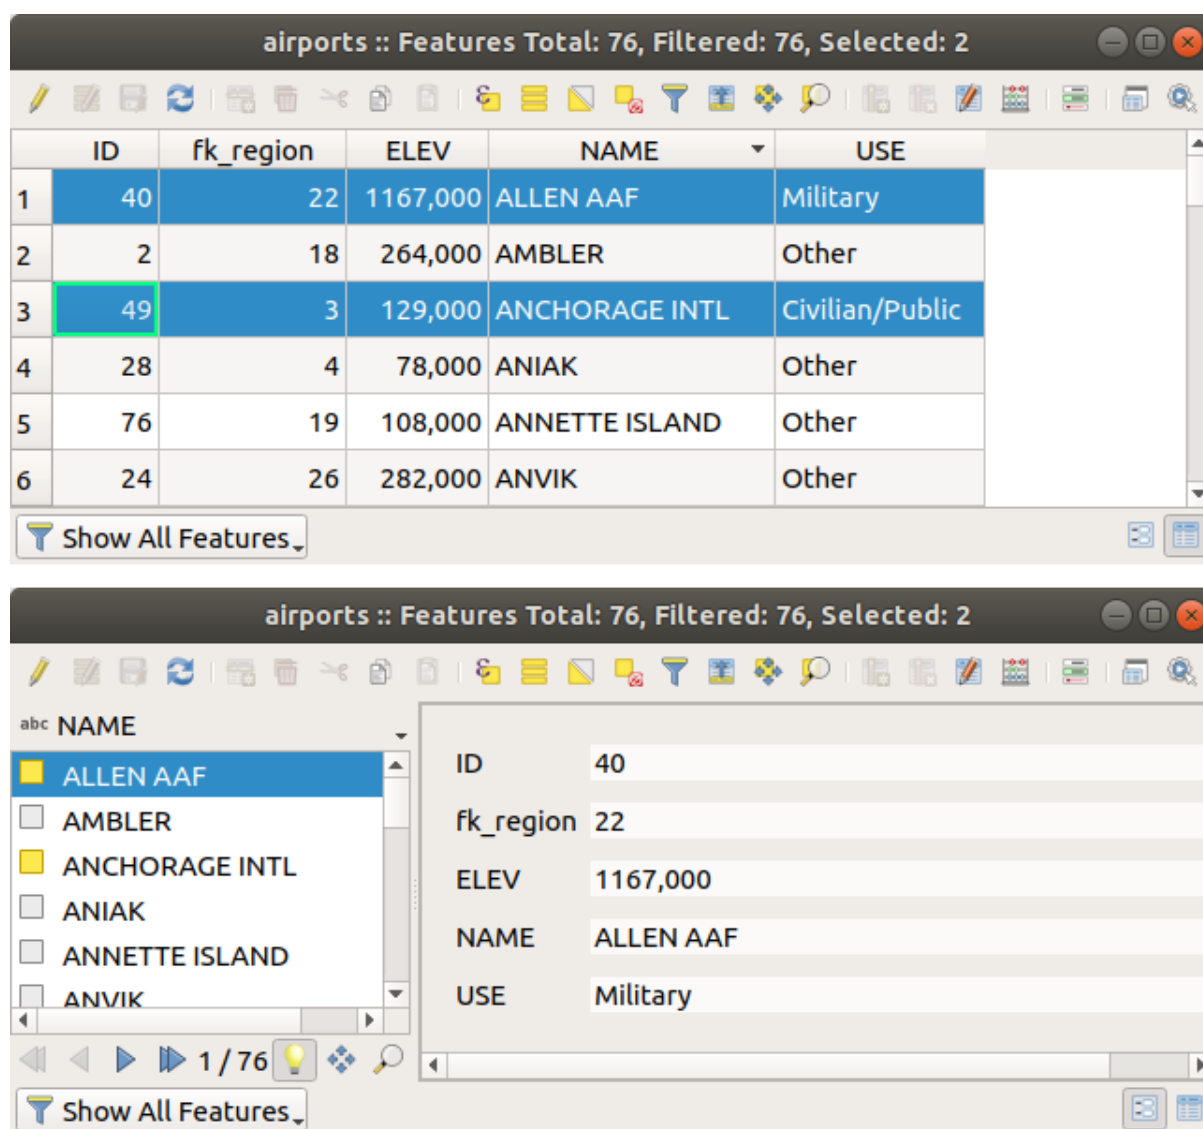 airports :: Features Total: 76, Filtered: 76, Selected: 2
ID fk_region ELEV NAME USE
1 40 22 1167,000 ALLEN AAF Military
2 2 18 264,000 AMBLER Other
3 49 3 129,000 ANCHORAGE INTL Civilian/Public
4 28 4 78,000 ANIAK Other
5 76 19 108,000 ANNETTE ISLAND Other
6 24 26 282,000 ANVIK Other
Show All Features
airports :: Features Total: 76, Filtered: 76, Selected: 2
abc NAME
ALLEN AAF
AMBLER
ANCHORAGE INTL
ANIAK
ANNETTE ISLAND
ANVIK
1 / 76
ID 40
fk_region 22
ELEV 1167,000
NAME ALLEN AAF
USE Military
Show All Features